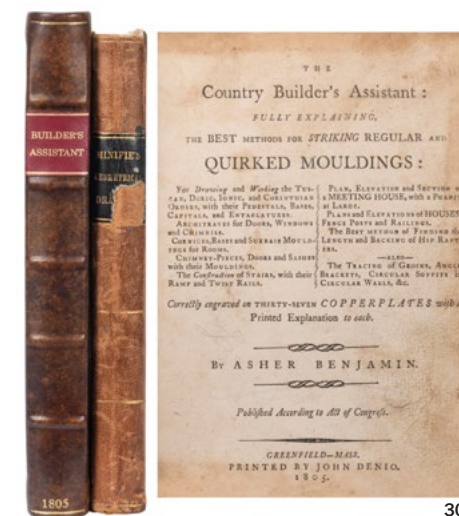 BUILDER'S
ASSISTANT
1805
MINIFIE'S
THE
Country Builder's Assistant:
FULLY EXPLAINING,
THE BEST METHODS FOR STRIKING REGULAR AND
QUIRKED MOULDINGS:
For Drawing and Working the TUS-
CAN, DORIC, IONIC, and CORINTHIAN
ORDERS, with their PEDESTALS, BASES,
CAPITALS, and ENTABLATURES.
ARCHITRAVES for DOORS, WINDOWS
and CHIMNIES.
CORNICES, BASES and SURBASE MOULD-
INGS for ROOMS.
CHIMNEY-PIECES, DOORS and SASHES
with their MOULDINGS.
The Construction of STAIRS, with their
RAMP and TWIST RAILS.
PLAN, ELEVATION and SECTION of
a MEETING HOUSE, with a
at LARGE.
PLANS and ELEVATIONS of HOUSES
FENCE POSTS and RAILINGS.
The BEST METHOD of FINDING the
LENGTH and BACKING of HIP RAFT-
ERS.
—ALSO—
The TRACING of GROINS, ANGLE
BRACKETS, CIRCULAR SOFFITS in
CIRCULAR WALLS, &c.
Correctly engraved on THIRTY-SEVEN COPPERPLATES with a
Printed Explanation to each.
BY ASHER BENJAMIN.
Published According to Act of Congress.
GREENFIELD—MASS.
PRINTED BY JOHN DENIO.
1805.
30